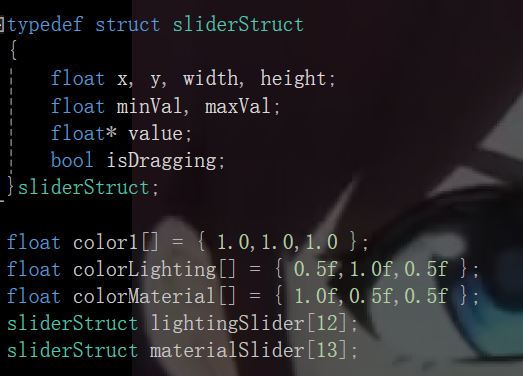 typedef struct sliderStruct
{
float x, y, width, height;
float minVal, maxVal;
float* value;
bool isDragging;
}sliderStruct;
float color1[] = { 1.0,1.0,1.0 };
float colorLighting[] = { 0.5f,1.0f,0.5f };
float colorMaterial[] = { 1.0f,0.5f,0.5f };
sliderStruct lightingSlider[12];
sliderStruct materialSlider[13];